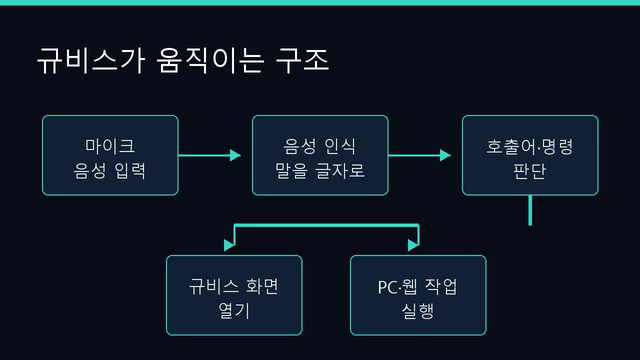 규비스가 움직이는 구조
마이크
음성 입력
음성 인식
말을 글자로
호출어·명령
판단
규비스 화면
열기
PC·웹 작업
실행